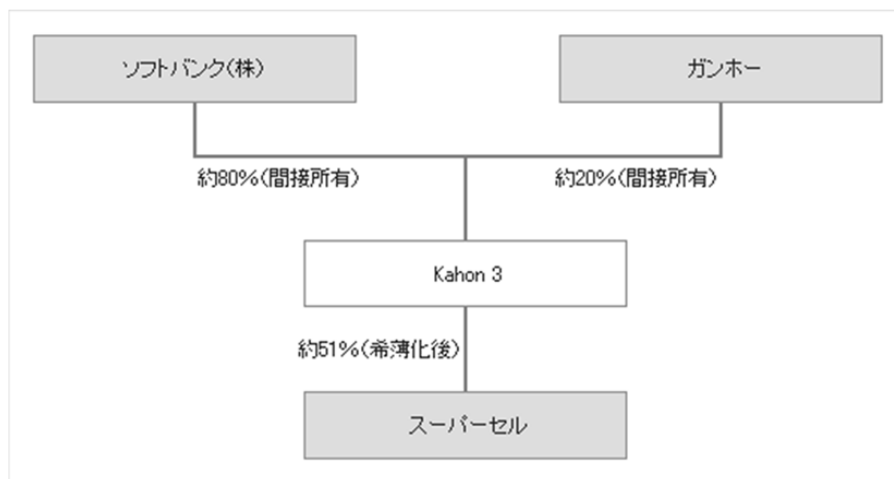 ソフトバンク(株)
ガンホー
約80%(間接所有)
約20%(間接所有)
Kahon 3
約51%(希薄化後)
スーパーセル